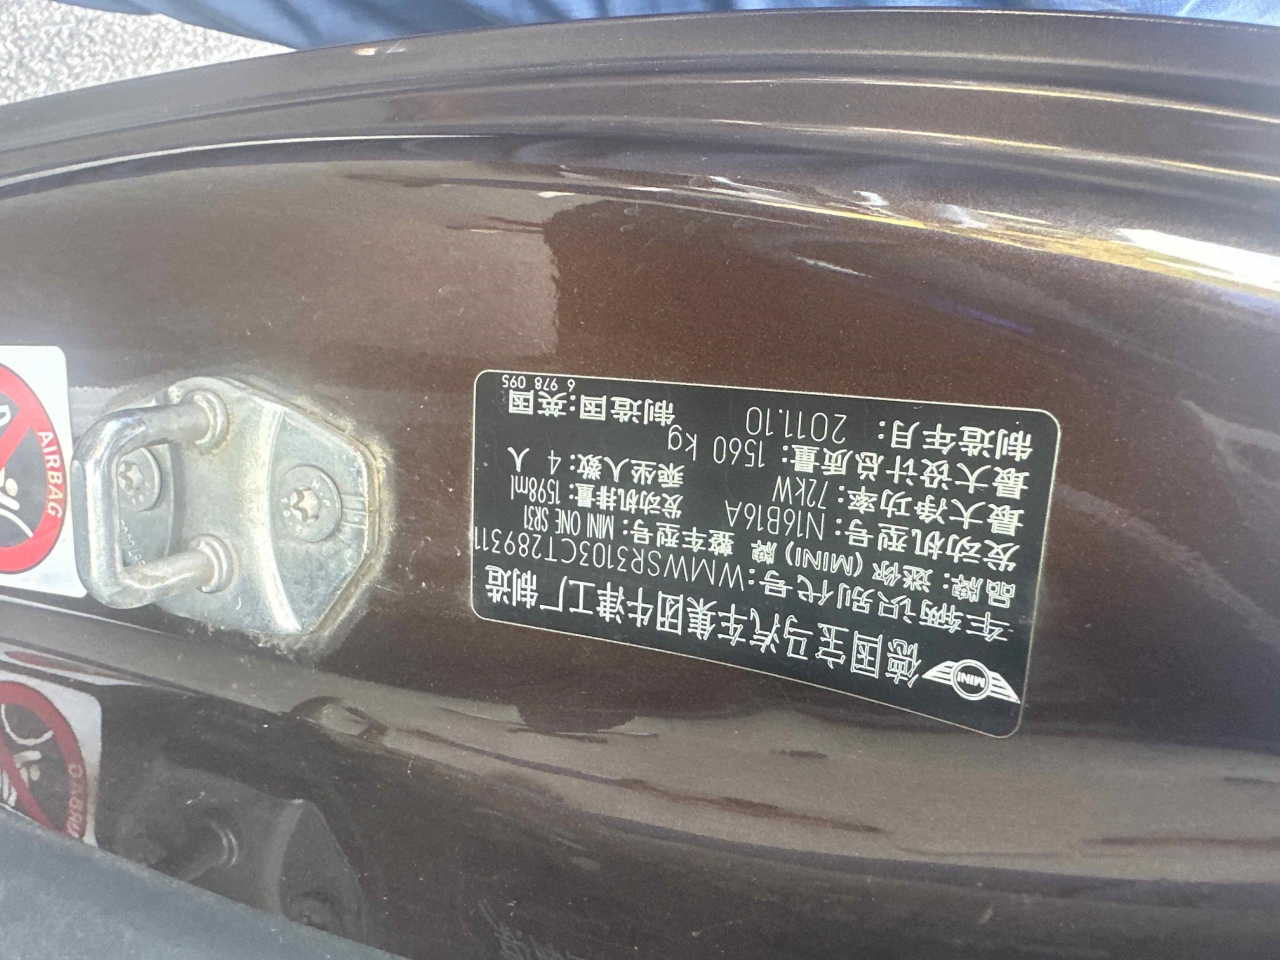 MINI
德国宝马汽车集团牛津工厂制造
车辆识别代号:WMWSR3103CT289311
品牌: 迷你 (MINI) 牌 整车型号: MINI ONE SR31
发动机型号: N16B16A 发动机排量: 1598ml
最大净功率: 72kW 乘坐人数: 4 人
最大设计总质量: 1560 kg
制造年月: 2011.10 制造国:英国
6 978 095
AIRBAG